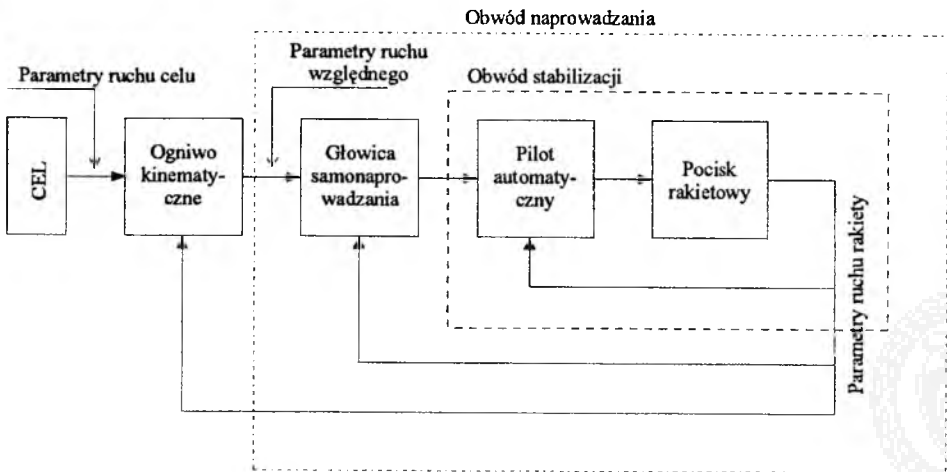 Obwód naprowadzania
Parametry ruchu celu
Parametry ruchu
względnego
Obwód stabilizacji
CEL
Ogniwo
kinematy-
czne
Głowica
samonapro-
wadzania
Pilot
automaty-
czny
Pocisk
rakietowy
Parametry ruchu rakiety